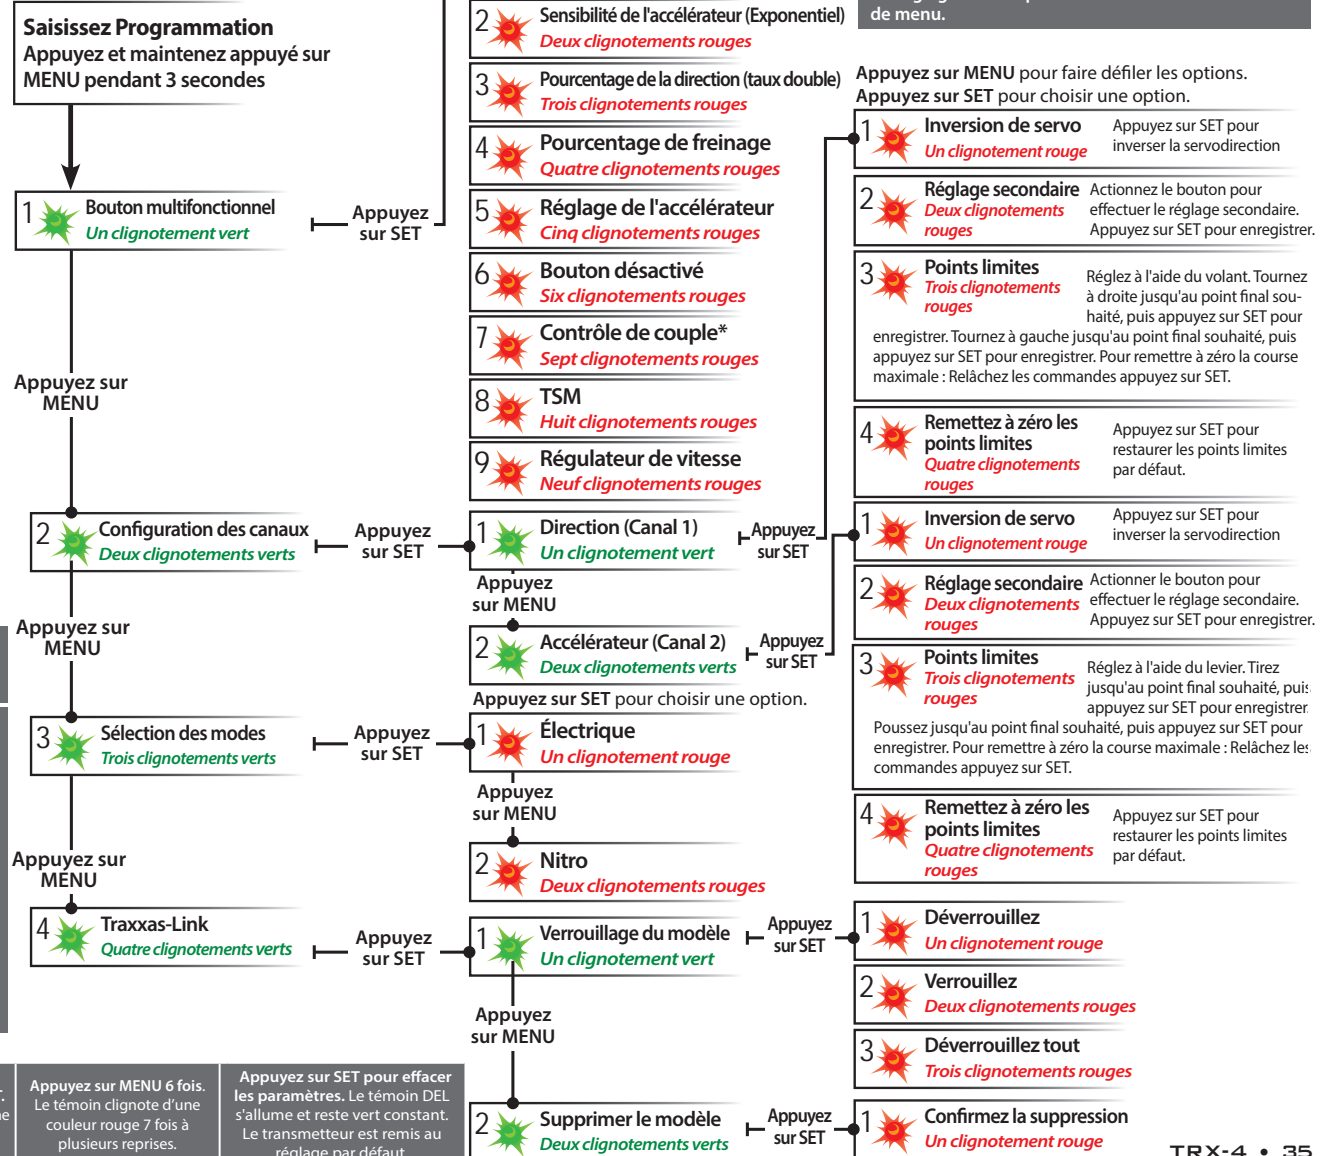 Saisissez Programmation
Appuyez et maintenez appuyé sur
MENU pendant 3 secondes
1
Bouton multifonctionnel
Un clignotement vert
Appuyez
sur SET
Appuyez sur
MENU
2
Configuration des canaux
Deux clignotements verts
Appuyez
sur SET
Appuyez sur
MENU
3
Sélection des modes
Trois clignotements verts
Appuyez
sur SET
Appuyez sur
MENU
4
Traxxas-Link
Quatre clignotements verts
Appuyez
sur SET
2
Sensibilité de l'accélérateur (Exponentiel)
Deux clignotements rouges
3
Pourcentage de la direction (taux double)
Trois clignotements rouges
4
Pourcentage de freinage
Quatre clignotements rouges
5
Réglage de l'accélérateur
Cinq clignotements rouges
6
Bouton désactivé
Six clignotements rouges
7
Contrôle de couple*
Sept clignotements rouges
8
TSM
Huit clignotements rouges
9
Régulateur de vitesse
Neuf clignotements rouges
1
Direction (Canal 1)
Un clignotement vert
Appuyez
sur SET
Appuyez
sur MENU
2
Accélérateur (Canal 2)
Deux clignotements verts
Appuyez
sur SET
Appuyez sur SET pour choisir une option.
1
Électrique
Un clignotement rouge
Appuyez
sur MENU
2
Nitro
Deux clignotements rouges
1
Verrouillage du modèle
Un clignotement vert
Appuyez
sur SET
Appuyez
sur MENU
2
Supprimer le modèle
Deux clignotements verts
Appuyez
sur SET
de menu.
Appuyez sur MENU pour faire défiler les options.
Appuyez sur SET pour choisir une option.
1
Inversion de servo
Un clignotement rouge
Appuyez sur SET pour
inverser la servodirection
2
Réglage secondaire
Deux clignotements
rouges
Actionnez le bouton pour
effectuer le réglage secondaire.
Appuyez sur SET pour enregistrer.
3
Points limites
Trois clignotements
rouges
Réglez à l'aide du volant. Tournez
à droite jusqu'au point final sou-
haité, puis appuyez sur SET pour
enregistrer. Tournez à gauche jusqu'au point final souhaité, puis
appuyez sur SET pour enregistrer. Pour remettre à zéro la course
maximale : Relâchez les commandes appuyez sur SET.
4
Remettez à zéro les
points limites
Quatre clignotements
rouges
Appuyez sur SET pour
restaurer les points limites
par défaut.
1
Inversion de servo
Un clignotement rouge
Appuyez sur SET pour
inverser la servodirection
2
Réglage secondaire
Deux clignotements
rouges
Actionner le bouton pour
effectuer le réglage secondaire.
Appuyez sur SET pour enregistrer.
3
Points limites
Trois clignotements
rouges
Réglez à l'aide du levier. Tirez
jusqu'au point final souhaité, puis
appuyez sur SET pour enregistrer.
Poussez jusqu'au point final souhaité, puis appuyez sur SET pour
enregistrer. Pour remettre à zéro la course maximale : Relâchez les
commandes appuyez sur SET.
4
Remettez à zéro les
points limites
Quatre clignotements
rouges
Appuyez sur SET pour
restaurer les points limites
par défaut.
1
Déverrouillez
Un clignotement rouge
2
Verrouillez
Deux clignotements rouges
3
Déverrouillez tout
Trois clignotements rouges
1
Confirmez la suppression
Un clignotement rouge
Appuyez sur MENU 6 fois.
Le témoin clignote d'une
couleur rouge 7 fois à
plusieurs reprises.
Appuyez sur SET pour effacer
les paramètres. Le témoin DEL
s'allume et reste vert constant.
Le transmetteur est remis au
réglage par défaut
TRX-4 • 35